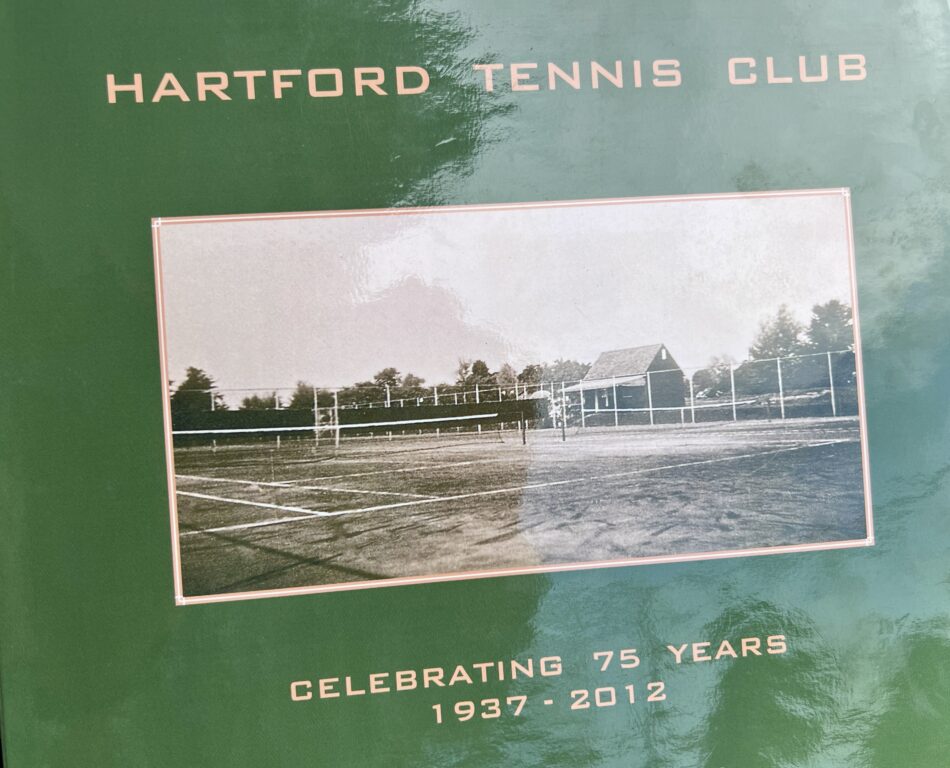 HARTFORD TENNIS CLUB
CELEBRATING 75 YEARS
1937 - 2012